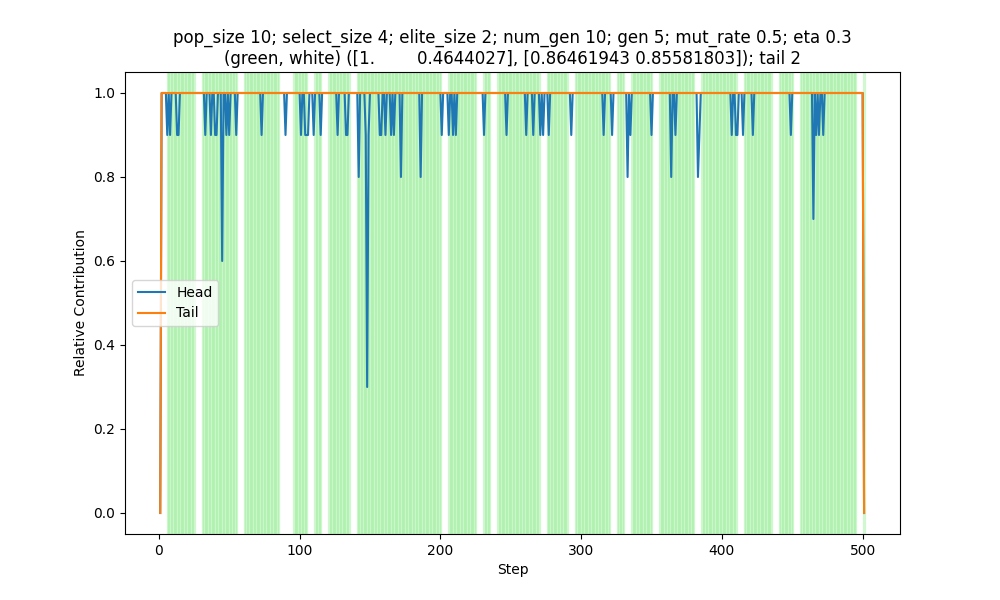 pop_size 10; select_size 4; elite_size 2; num_gen 10; gen 5; mut_rate 0.5; eta 0.3
(green, white) ([1.         0.4644027], [0.86461943 0.85581803]); tail 2
1.0
0.8
0.6
0.4
0.2
0.0
Relative Contribution
Head
Tail
0
100
200
300
400
500
Step